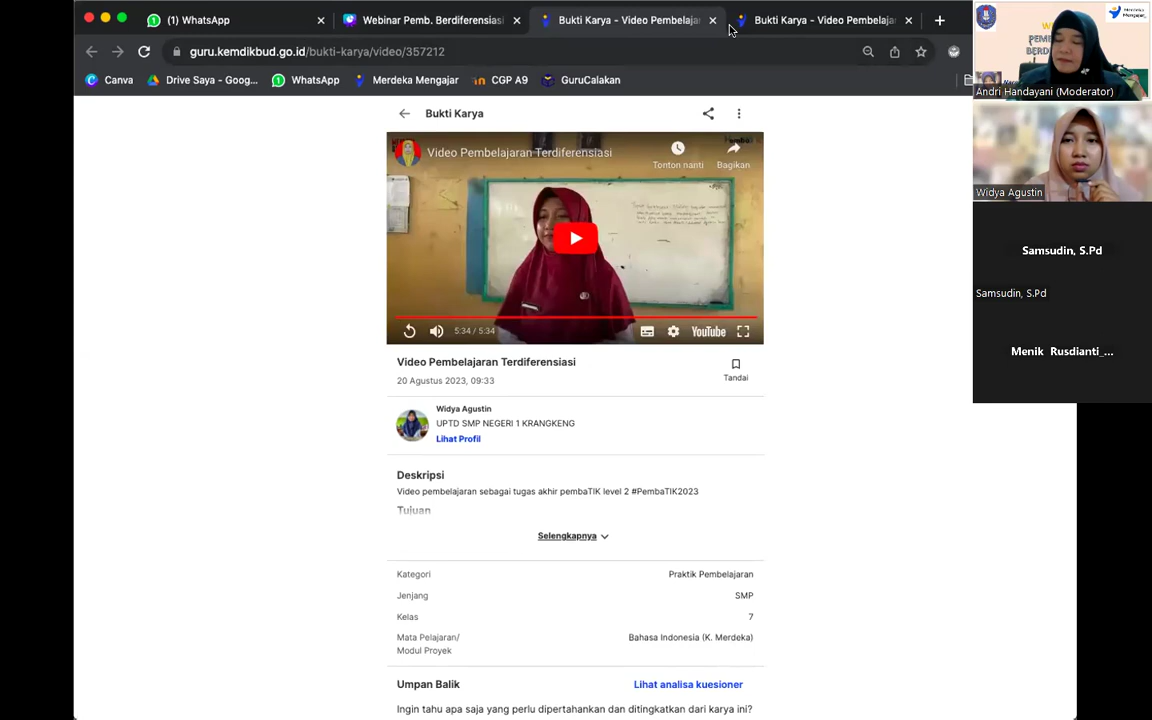 (1) WhatsApp
Webinar Pemb. Berdiferensiasi
Bukti Karya - Video Pembelajar
Bukti Karya - Video Pembelajar
guru.kemdikbud.go.id/bukti-karya/video/357212
Canva
Drive Saya - Goog...
WhatsApp
Merdeka Mengajar
CGP A9
GuruCalakan
Bukti Karya
Video Pembelajaran Terdiferensiasi
Tonton nanti
Bagikan
5:34 / 5:34
YouTube
Video Pembelajaran Terdiferensiasi
20 Agustus 2023, 09:33
Tandai
Widya Agustin
UPTD SMP NEGERI 1 KRANGKENG
Lihat Profil
Deskripsi
Video pembelajaran sebagai tugas akhir pembaTIK level 2 #PembaTIK2023
Tujuan
Selengkapnya
Kategori
Praktik Pembelajaran
Jenjang
SMP
Kelas
7
Mata Pelajaran/
Modul Proyek
Bahasa Indonesia (K. Merdeka)
Umpan Balik
Lihat analisa kuesioner
Ingin tahu apa saja yang perlu dipertahankan dan ditingkatkan dari karya ini?
Andri Handayani (Moderator)
Widya Agustin
Samsudin, S.Pd
Samsudin, S.Pd
Menik Rusdianti_...